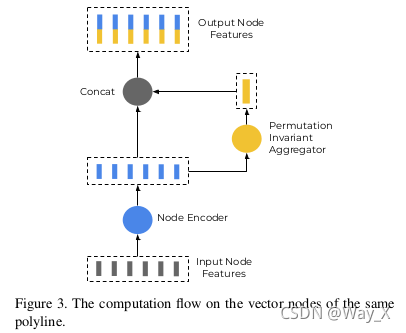 Output Node
Features
Concat
Permutation
Invariant
Aggregator
Node Encoder
Input Node
Features
Figure 3. The computation flow on the vector nodes of the same
polyline.
CSDN @Way_X